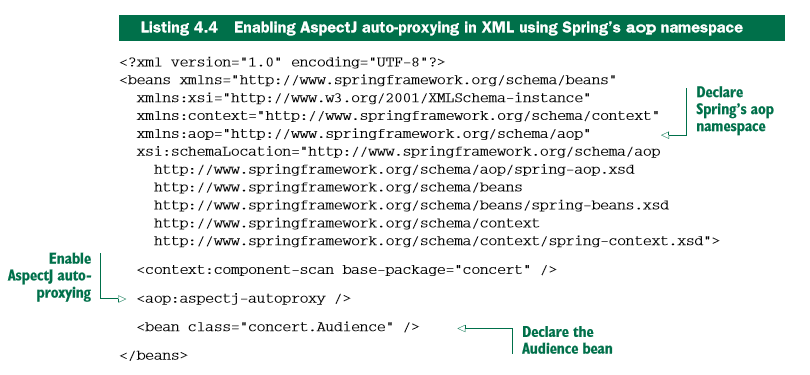 Listing 4.4 Enabling AspectJ auto-proxying in XML using Spring's aop namespace
<?xml version="1.0" encoding="UTF-8"?>
<beans xmlns="http://www.springframework.org/schema/beans"
xmlns:xsi="http://www.w3.org/2001/XMLSchema-instance"
xmlns:context="http://www.springframework.org/schema/context"
xmlns:aop="http://www.springframework.org/schema/aop"
Declare
Spring's aop
namespace
xsi:schemaLocation="http://www.springframework.org/schema/aop
http://www.springframework.org/schema/aop/spring-aop.xsd
http://www.springframework.org/schema/beans
http://www.springframework.org/schema/beans/spring-beans.xsd
http://www.springframework.org/schema/context
http://www.springframework.org/schema/context/spring-context.xsd">
<context:component-scan base-package="concert" />
Enable
AspectJ auto-
proxying
<aop:aspectj-autoproxy />
<bean class="concert.Audience" />
Declare the
Audience bean
</beans>